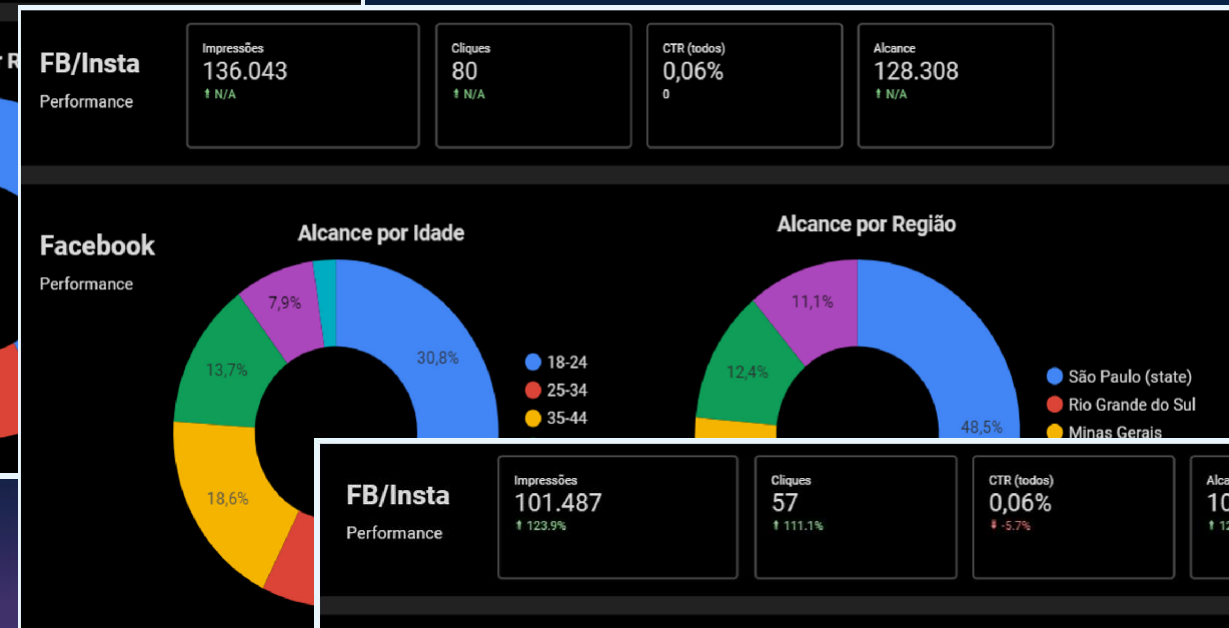 FB/Insta
Performance
Impressões
136.043
N/A
Cliques
80
N/A
CTR (todos)
0,06%
0
Alcance
128.308
N/A
Facebook
Performance
Alcance por Idade
7,9%
30,8%
13,7%
18,6%
18-24
25-34
35-44
Alcance por Região
11,1%
12,4%
48,5%
São Paulo (state)
Rio Grande do Sul
Minas Gerais
FB/Insta
Performance
Impressões
101.487
123.9%
Cliques
57
111.1%
CTR (todos)
0,06%
-5.7%